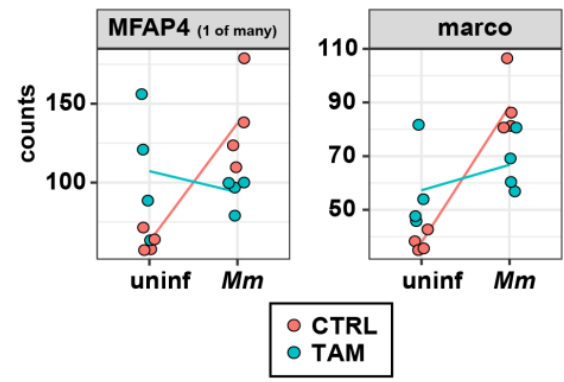 MFAP4 (1 of many)
marco
counts
150
100
110
90
70
50
uninf Mm
uninf Mm
CTRL
TAM